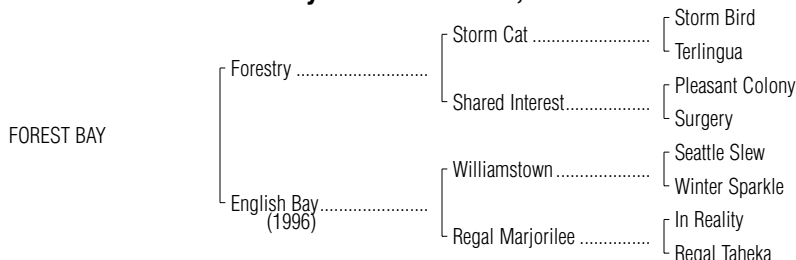 Storm Bird
Storm Cat ..........................
Terlingua
Forestry .............................
Pleasant Colony
Shared Interest...................
Surgery
FOREST BAY
Seattle Slew
Williamstown .....................
Winter Sparkle
English Bay........................
(1996)
In Reality
Regal Marjorilee ................
Regal Taheka